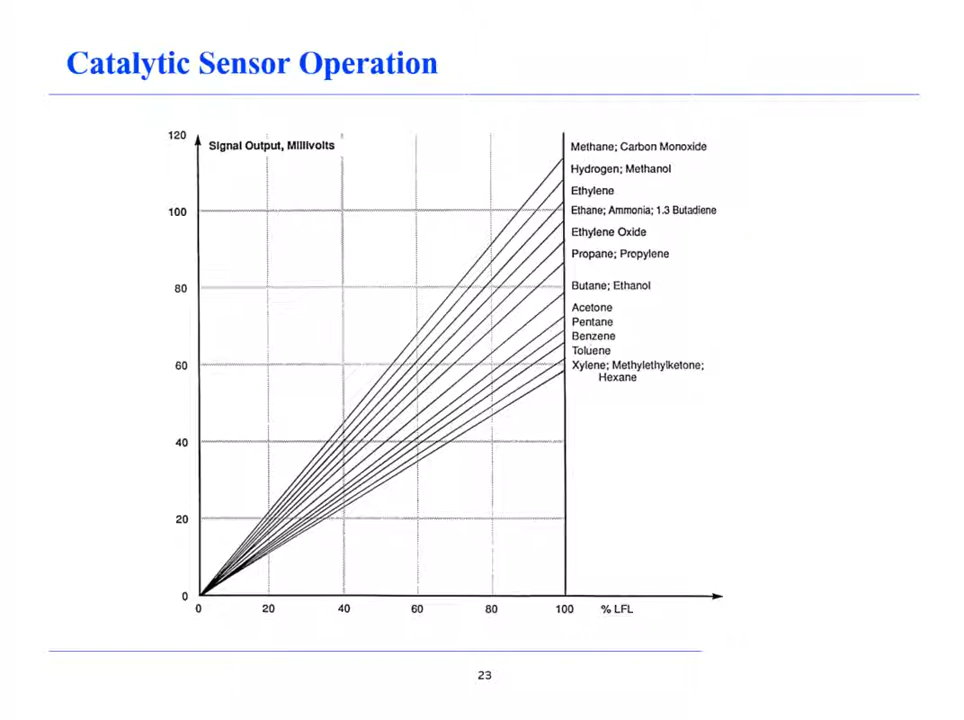 Catalytic Sensor Operation
120
Signal Output, Millivolts
Methane; Carbon Monoxide
Hydrogen; Methanol
Ethylene
100
Ethane; Ammonia; 1.3 Butadiene
Ethylene Oxide
Propane; Propylene
80
Butane; Ethanol
Acetone
Pentane
Benzene
Toluene
60
Xylene; Methylethylketone;
Hexane
40
20
0
0 20 40 60 80 100 % LFL
23